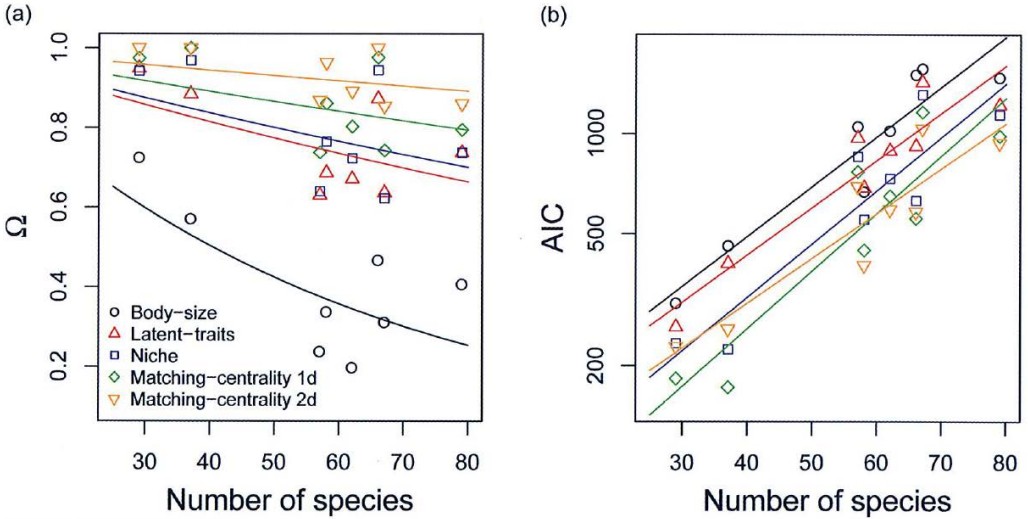 (a)
1.0
0.8
0.6
0.4
0.2
Ω
Body−size
Latent−traits
Niche
Matching−centrality 1d
Matching−centrality 2d
30 40 50 60 70 80
Number of species
(b)
1000
500
200
AIC
30 40 50 60 70 80
Number of species